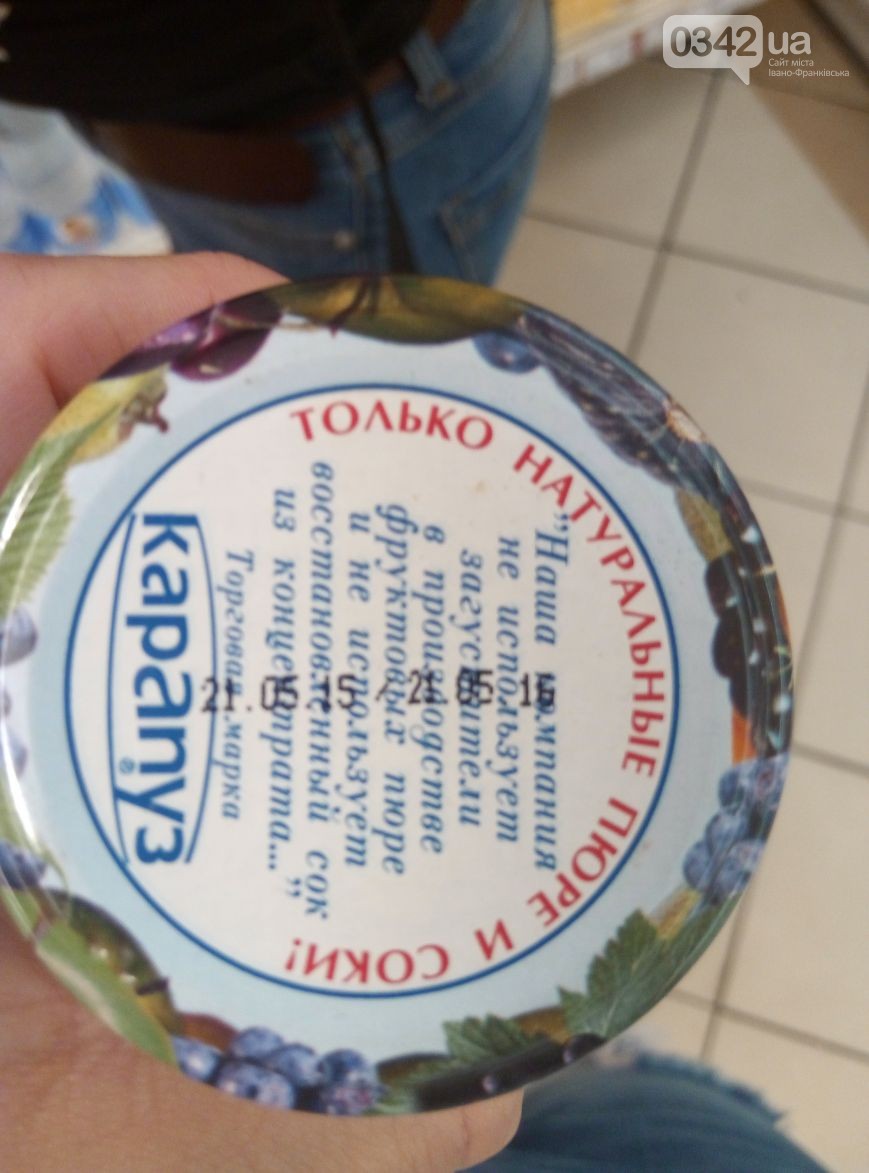 0342 ua
Сайт міста
Івано-Франківська
ТОЛЬКО НАТУРАЛЬНЫЕ ПЮРЕ И СОКИ!
"Наша компания
не использует
загустители
в производстве
фруктовых пюре
и не использует
восстановленный сок
из концентрата..."
Торговая марка
карапуз®
21.05.15 / 21.05 16